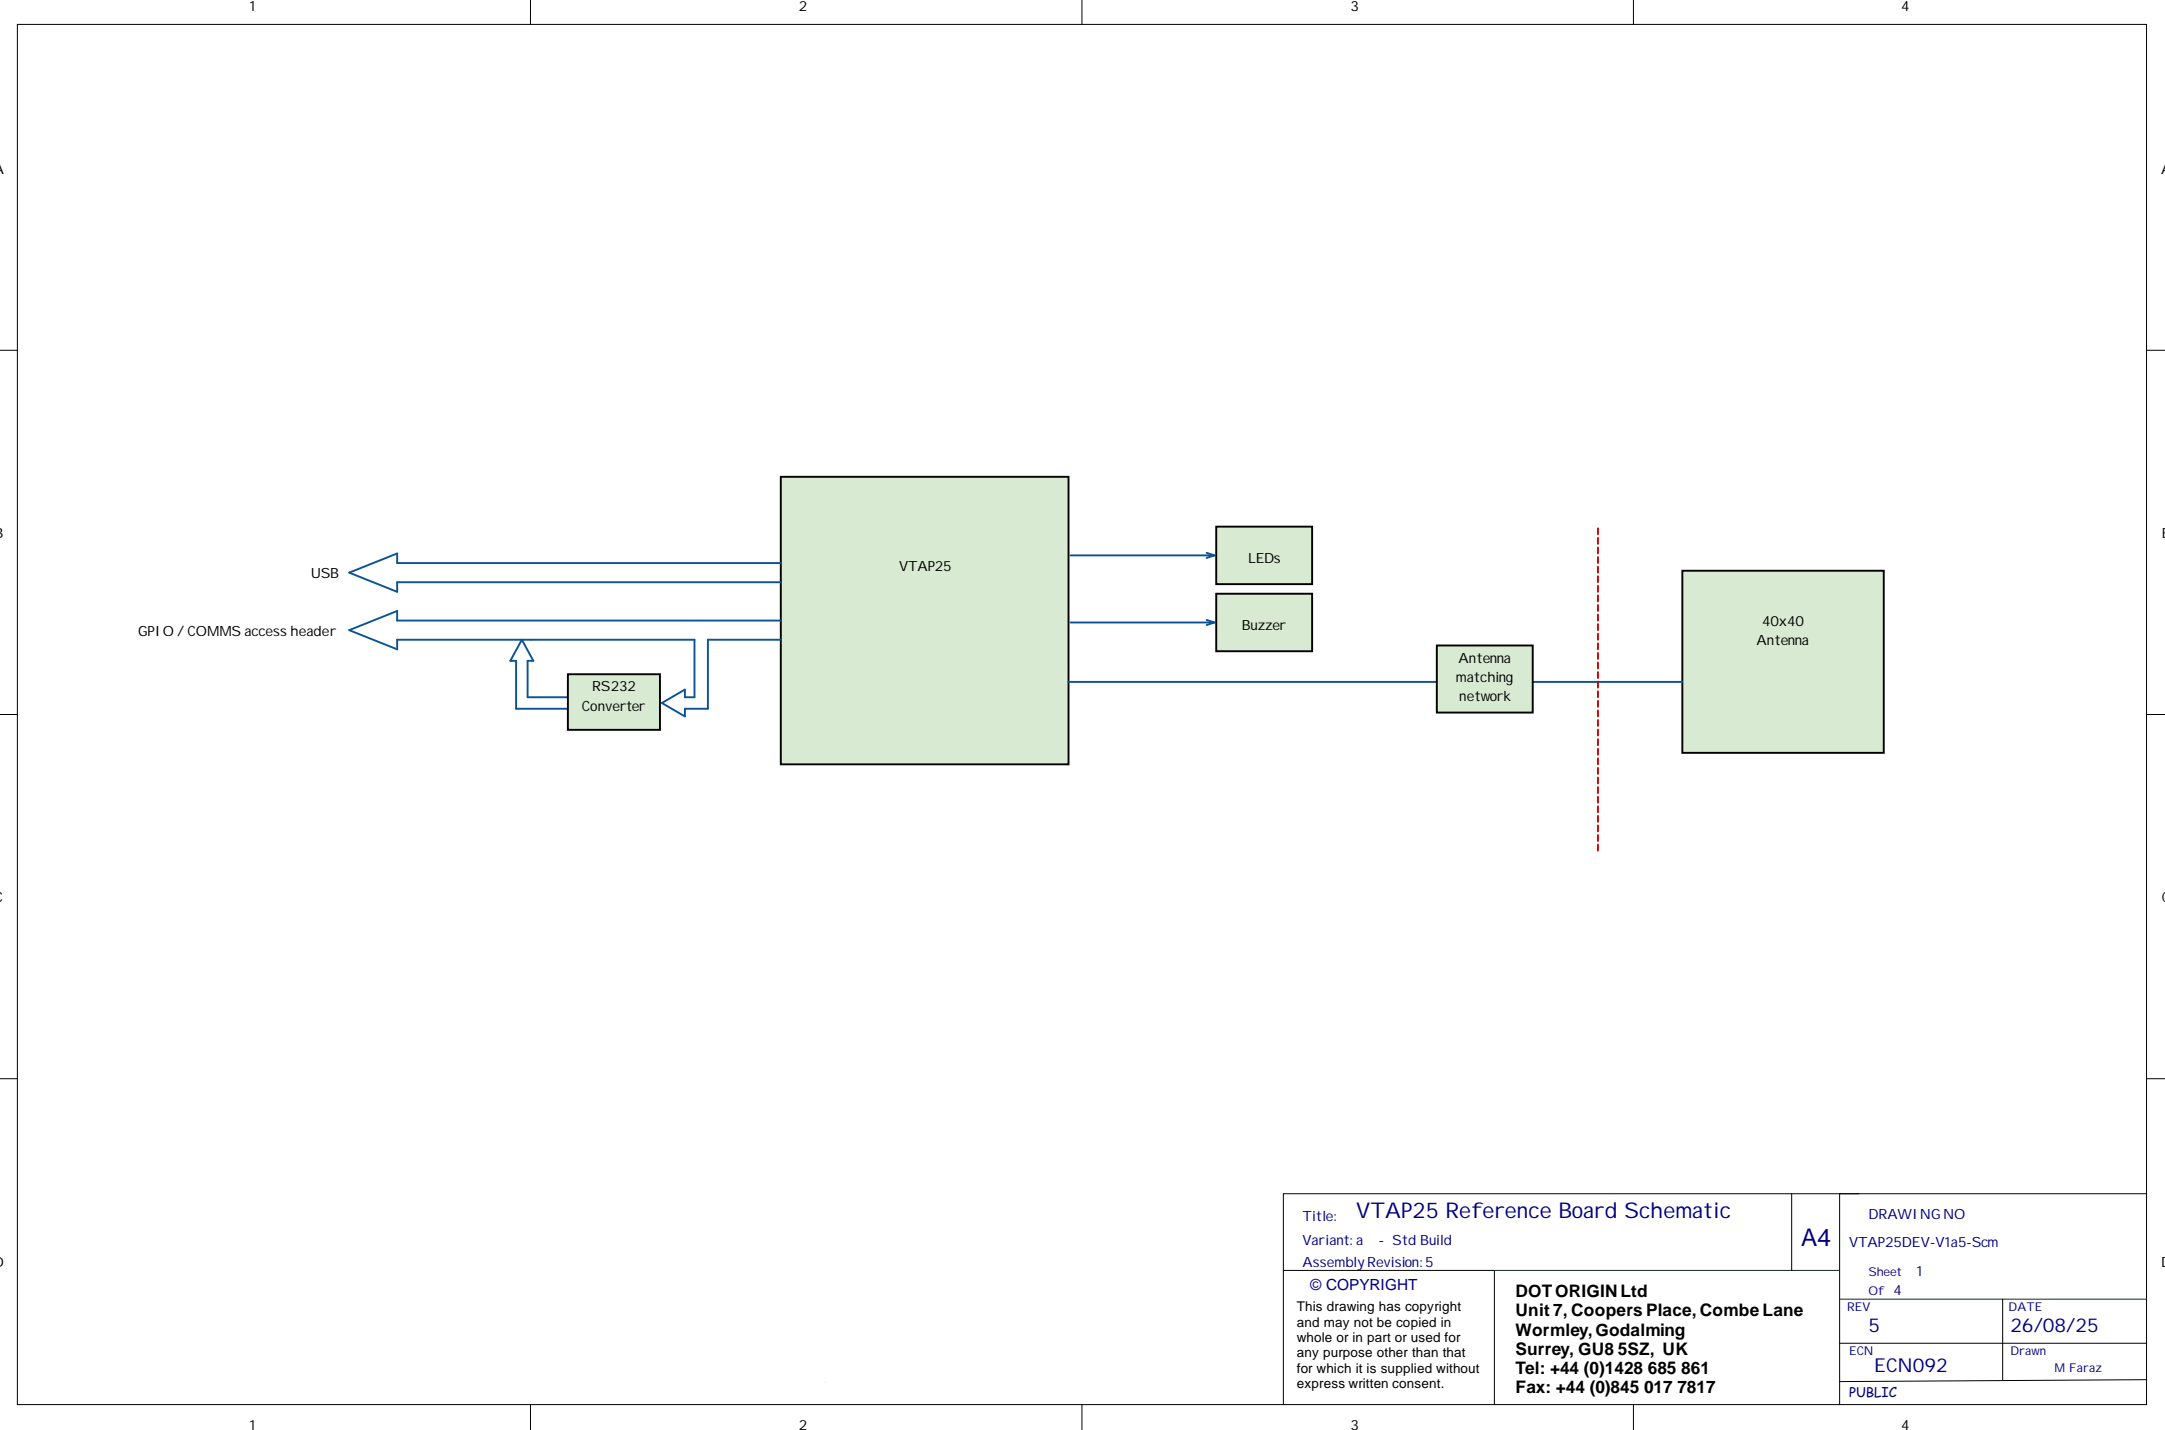 1 2 3 4
A A
B B
C C
D D
USB
GPIO / COMMS access header
RS232
Converter
VTAP25
LEDs
Buzzer
Antenna
matching
network
40x40
Antenna
Title: VTAP25 Reference Board Schematic
Variant: a - Std Build
Assembly Revision: 5
A4
DRAWING NO
VTAP25DEV-V1a5-Scm
Sheet 1
Of 4
REV
5
DATE
26/08/25
ECN
ECN092
Drawn
M Faraz
PUBLIC
© COPYRIGHT
This drawing has copyright
and may not be copied in
whole or in part or used for
any purpose other than that
for which it is supplied without
express written consent.
DOT ORIGIN Ltd
Unit 7, Coopers Place, Combe Lane
Wormley, Godalming
Surrey, GU8 5SZ, UK
Tel: +44 (0)1428 685 861
Fax: +44 (0)845 017 7817
1 2 3 4